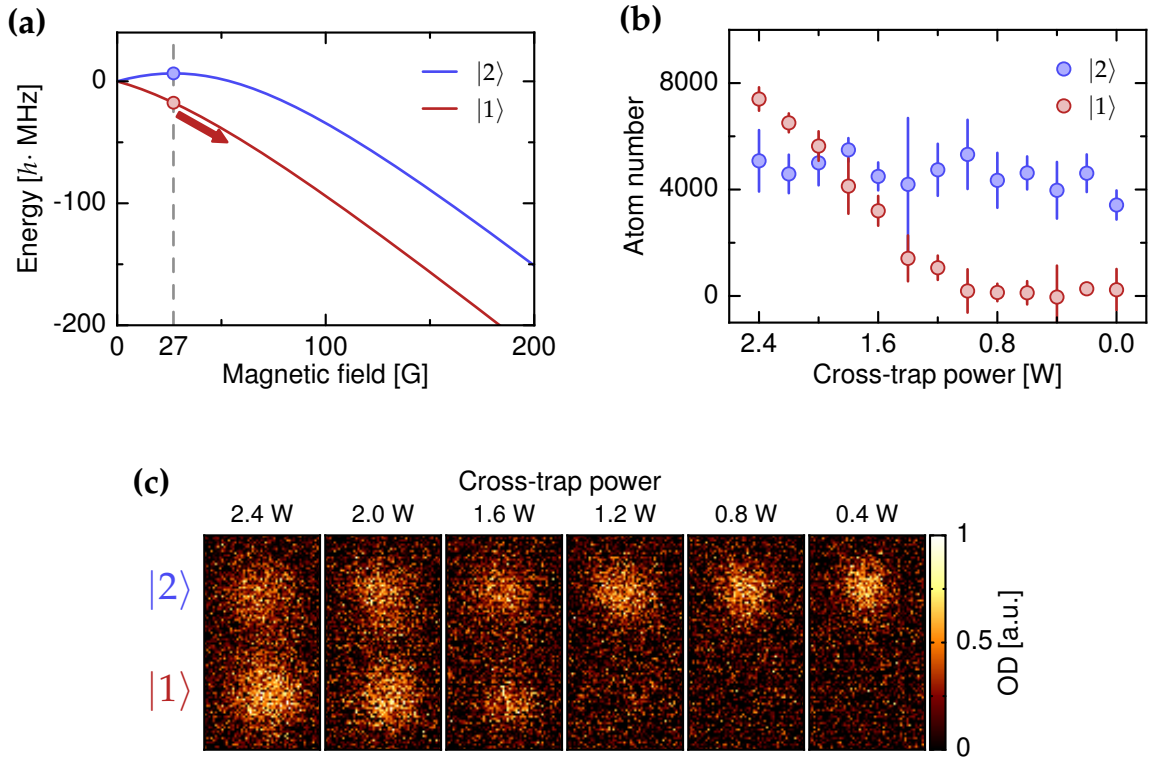 (a)
Energy [h· MHz]
0
-100
-200
|2⟩
|1⟩
0
27
100
200
Magnetic field [G]
(b)
Atom number
8000
4000
0
|2⟩
|1⟩
2.4
1.6
0.8
0.0
Cross-trap power [W]
(c)
Cross-trap power
2.4 W
2.0 W
1.6 W
1.2 W
0.8 W
0.4 W
|2⟩
|1⟩
1
0.5
0
OD [a.u.]